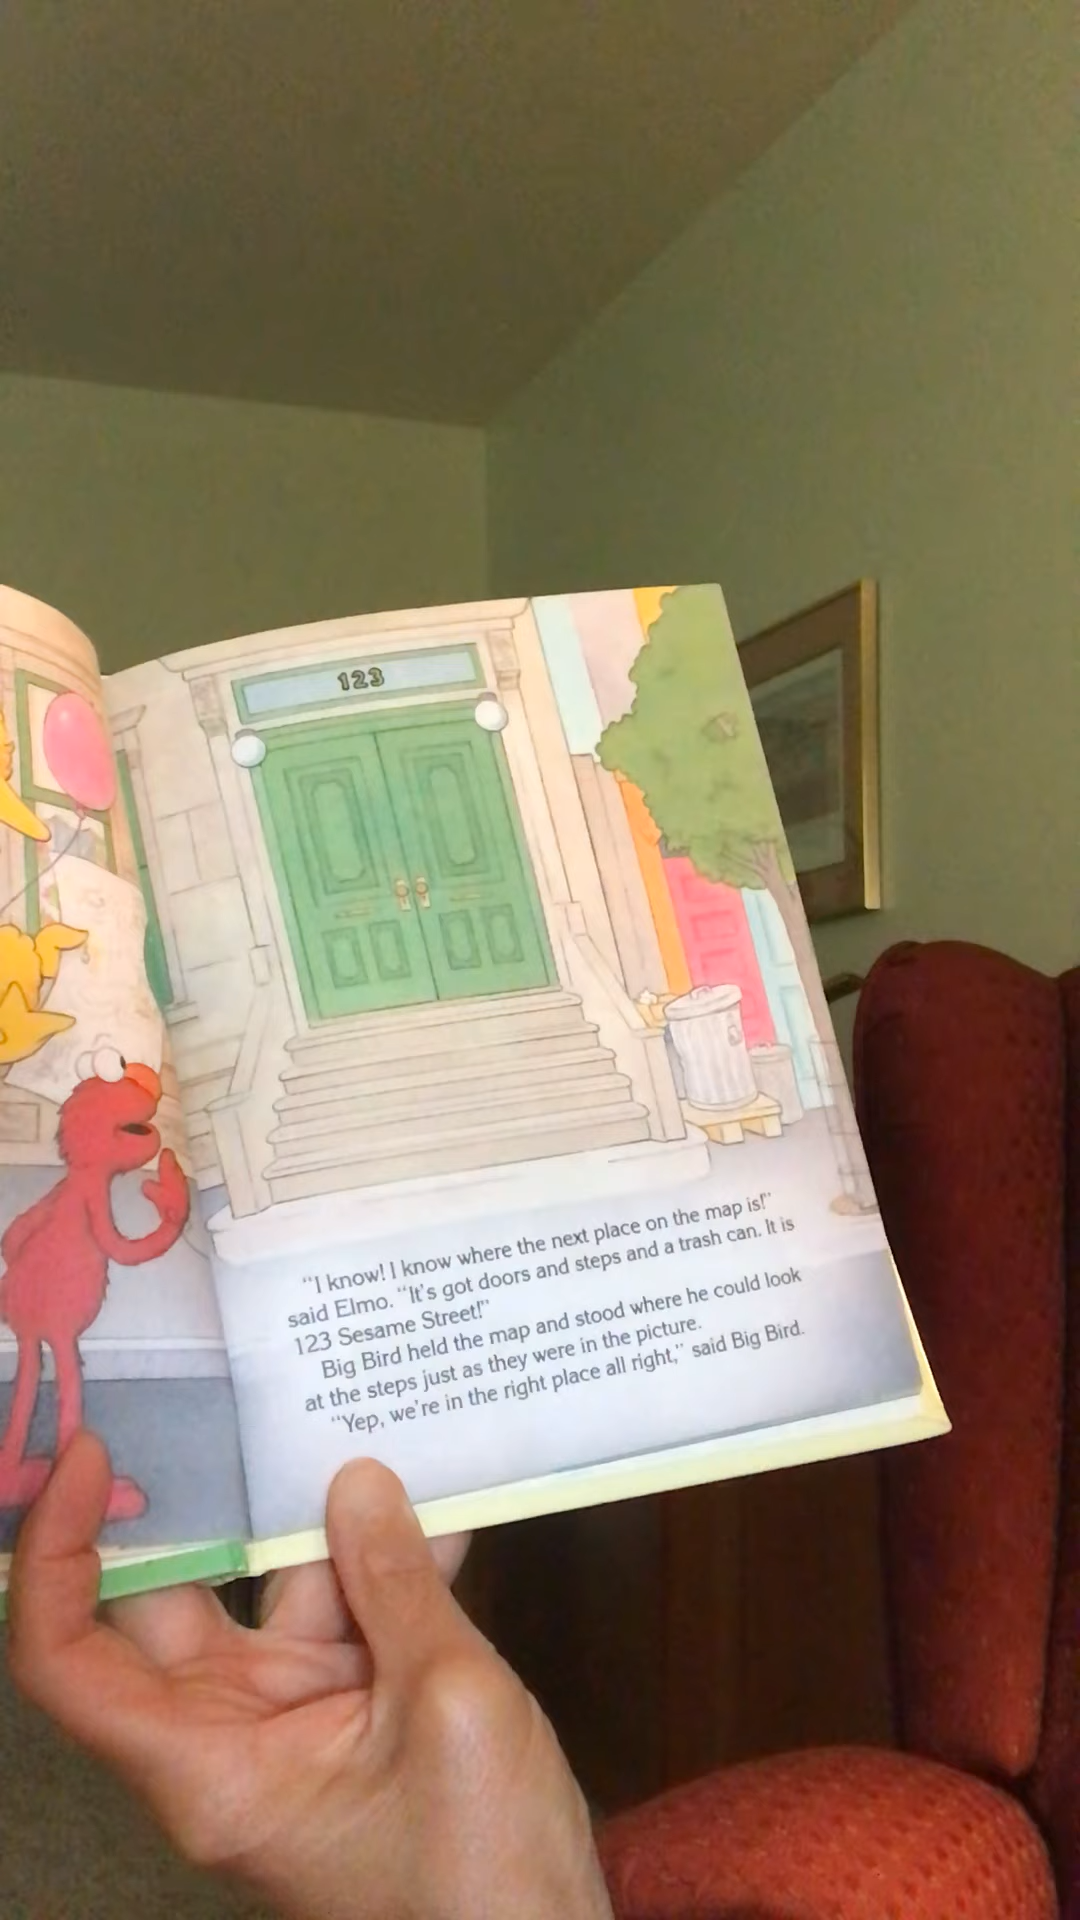 123
“I know! I know where the next place on the map is!”
said Elmo. “It’s got doors and steps and a trash can. It is
123 Sesame Street!”
Big Bird held the map and stood where he could look
at the steps just as they were in the picture.
“Yep, we’re in the right place all right,” said Big Bird.